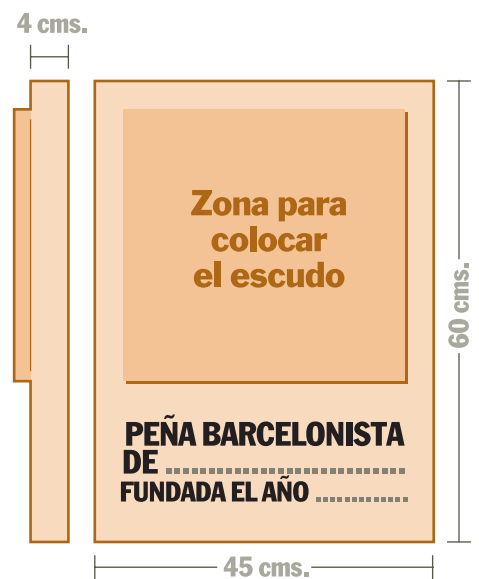 4 cms.
Zona para
colocar
el escudo
60 cms.
PEÑA BARCELONISTA
DE ..............................
FUNDADA EL AÑO ............
45 cms.